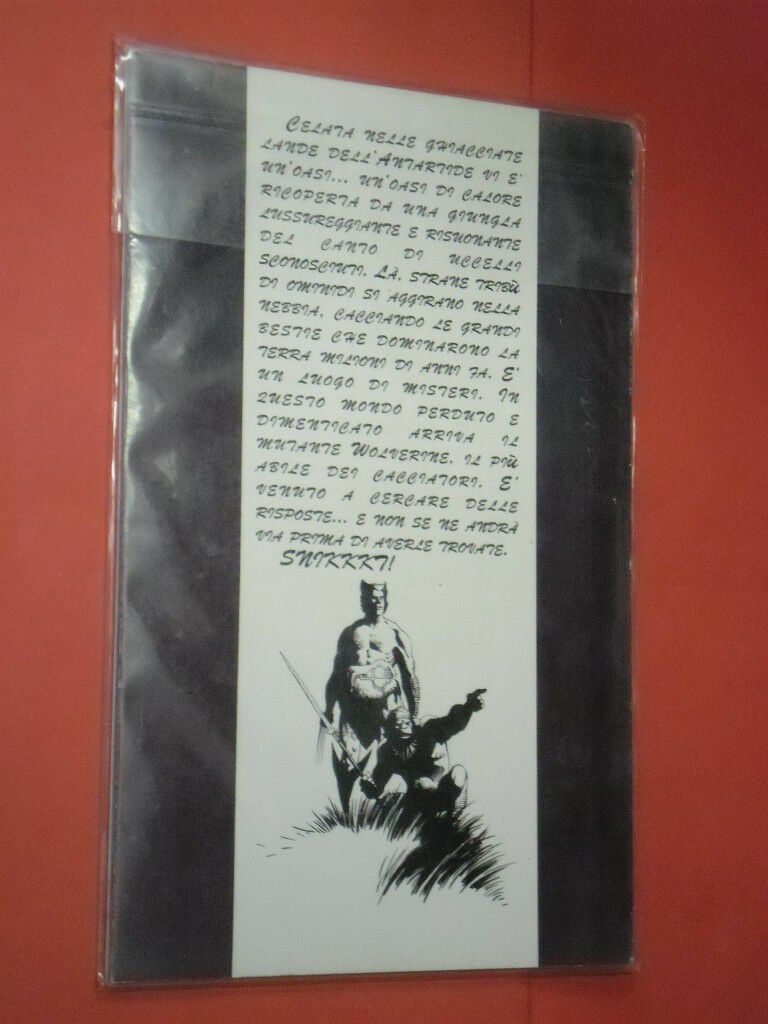 CELATA NELLE GHIACCIATE
LANDE DELL'ANTARTIDE VI E'
UN'OASI... UN'OASI DI CALORE
RICOPERTA DA UNA GIUNGLA
LUSSUREGGIANTE E RISUONANTE
DEL CANTO DI UCCELLI
SCONOSCIUTI. LÀ, STRANE TRIBÙ
DI OMINIDI SI AGGIRANO NELLA
NEBBIA, CACCIANDO LE GRANDI
BESTIE CHE DOMINARONO LA
TERRA MILIONI DI ANNI FA. E'
UN LUOGO DI MISTERI. IN
QUESTO MONDO PERDUTO E
DIMENTICATO ARRIVA IL
MUTANTE WOLVERINE, IL PIÙ
ABILE DEI CACCIATORI. E'
VENUTO A CERCARE DELLE
RISPOSTE... E NON SE NE ANDRÀ
VIA PRIMA DI AVERLE TROVATE.
SNIKKKT!